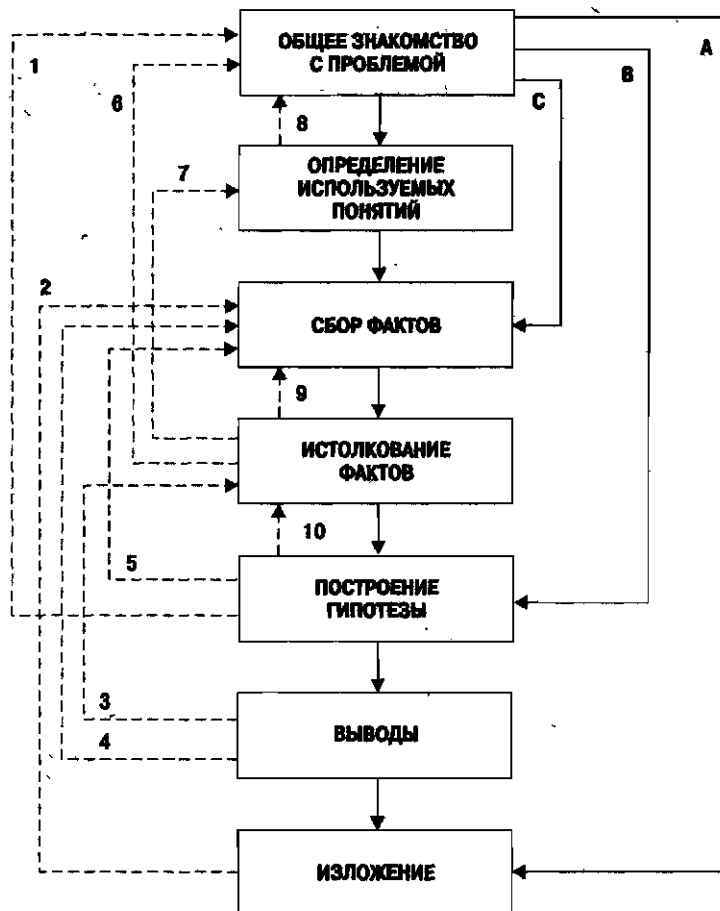 ОБЩЕЕ ЗНАКОМСТВО
С ПРОБЛЕМОЙ
A
1
B
6
C
8
ОПРЕДЕЛЕНИЕ
ИСПОЛЬЗУЕМЫХ
ПОНЯТИЙ
7
2
СБОР ФАКТОВ
9
ИСТОЛКОВАНИЕ
ФАКТОВ
10
5
ПОСТРОЕНИЕ
ГИПОТЕЗЫ
3
ВЫВОДЫ
4
ИЗЛОЖЕНИЕ